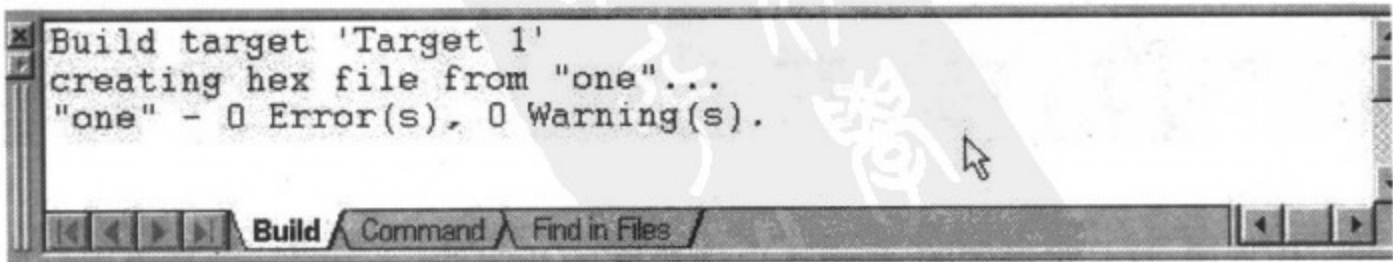 Build target 'Target 1'
creating hex file from "one"...
"one" - 0 Error(s), 0 Warning(s).
Build Command Find in Files